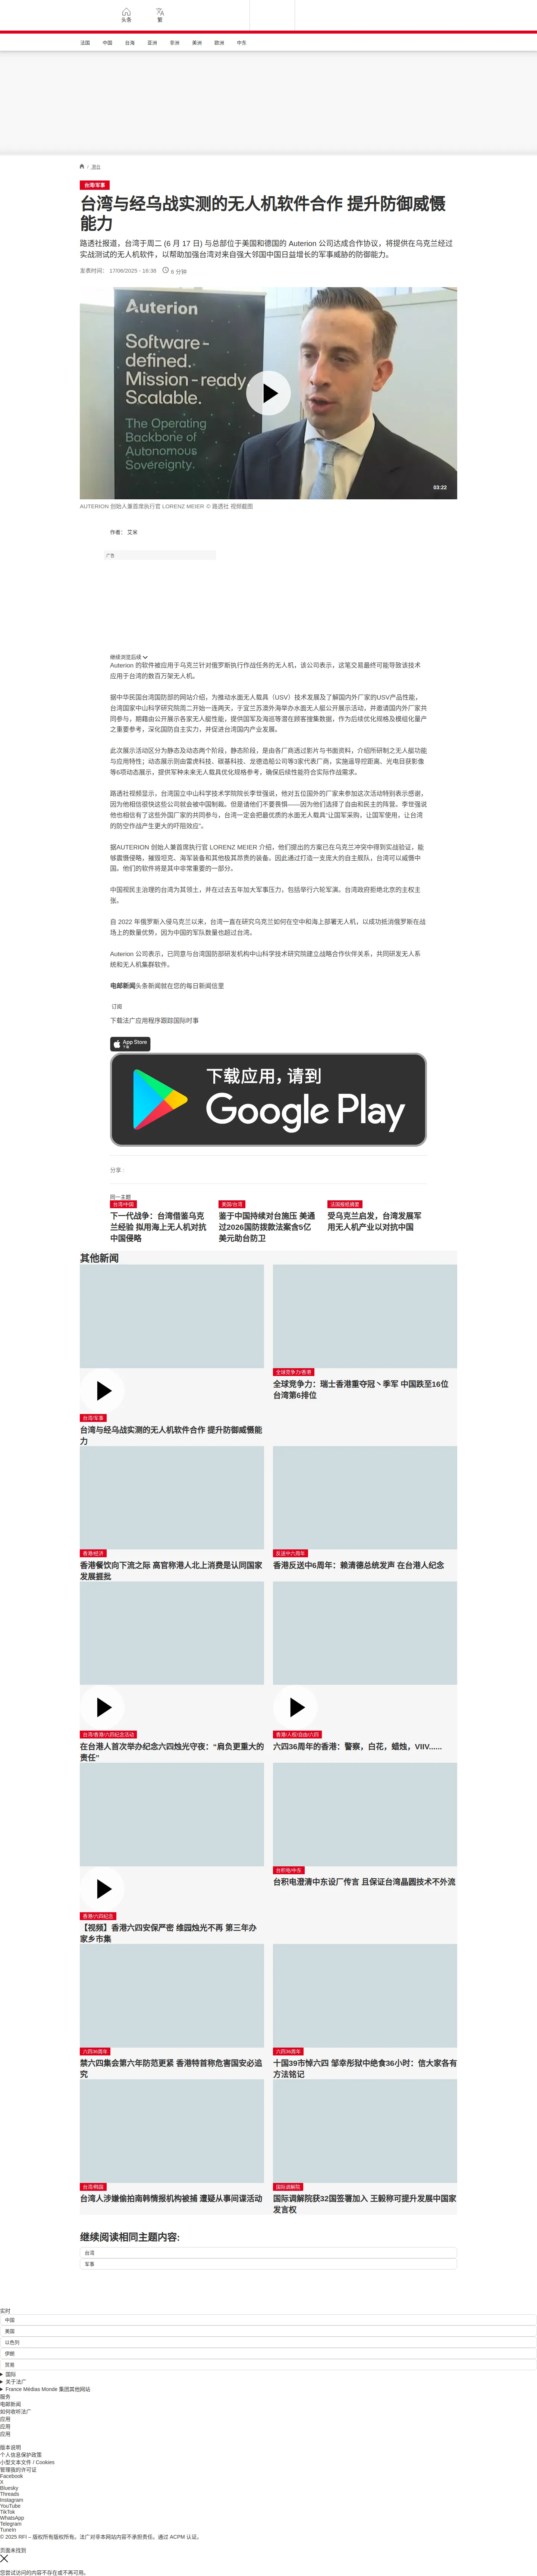 头条
繁
法国
中国
台海
亚洲
非洲
美洲
欧洲
中东
/ 港台
台湾/军事
台湾与经乌战实测的无人机软件合作 提升防御威慑
能力
路透社报道，台湾于周二 (6 月 17 日) 与总部位于美国和德国的 Auterion 公司达成合作协议，将提供在乌克兰经过
实战测试的无人机软件，以帮助加强台湾对来自强大邻国中国日益增长的军事威胁的防御能力。
发表时间： 17/06/2025 - 16:38
6 分钟
Auterion
Software-
defined.
Mission-ready
Scalable.
The Operating
Backbone of
Autonomous
Sovereignty.
03:22
AUTERION 创始人兼首席执行官 LORENZ MEIER © 路透社 视频截图
作者： 艾米
广告
继续浏览后续
Auterion 的软件被应用于乌克兰针对俄罗斯执行作战任务的无人机，该公司表示，这笔交易最终可能导致该技术
应用于台湾的数百万架无人机。
据中华民国台湾国防部的网站介绍，为推动水面无人载具（USV）技术发展及了解国内外厂家的USV产品性能，
台湾国家中山科学研究院周二开始一连两天，于宜兰苏澳外海举办水面无人艇公开展示活动，并邀请国内外厂家共
同参与，期藉由公开展示各家无人艇性能，提供国军及海巡等潜在顾客搜集数据，作为后续优化规格及模组化量产
之重要参考，深化国防自主实力，并促进台湾国内产业发展。
此次展示活动区分为静态及动态两个阶段，静态阶段，是由各厂商透过影片与书面资料，介绍所研制之无人艇功能
与应用特性；动态展示则由雷虎科技、碳基科技、龙德造船公司等3家代表厂商，实施遥导控距离、光电目获影像
等6项动态展示，提供军种未来无人载具优化规格参考，确保后续性能符合实际作战需求。
路透社视频显示，台湾国立中山科学技术学院院长李世强说，他对五位国外的厂家来参加这次活动特别表示感谢，
因为他相信很快这些公司就会被中国制裁。但是请他们不要畏惧——因为他们选择了自由和民主的阵营。李世强说
他也相信有了这些外国厂家的共同参与，台湾一定会把最优质的水面无人载具“让国军采购，让国军使用，让台湾
的防空作战产生更大的吓阻效应”。
据AUTERION 创始人兼首席执行官 LORENZ MEIER 介绍，他们提出的方案已在乌克兰冲突中得到实战验证，能
够震慑侵略，摧毁坦克、海军装备和其他极其昂贵的装备。因此通过打造一支庞大的自主舰队，台湾可以威慑中
国。他们的软件将是其中非常重要的一部分。
中国视民主治理的台湾为其领土，并在过去五年加大军事压力，包括举行六轮军演。台湾政府拒绝北京的主权主
张。
自 2022 年俄罗斯入侵乌克兰以来，台湾一直在研究乌克兰如何在空中和海上部署无人机，以成功抵消俄罗斯在战
场上的数量优势，因为中国的军队数量也超过台湾。
Auterion 公司表示，已同意与台湾国防部研发机构中山科学技术研究院建立战略合作伙伴关系，共同研发无人系
统和无人机集群软件。
电邮新闻头条新闻就在您的每日新闻信里
订阅
下载法广应用程序跟踪国际时事
App Store
下载
下载应用，请到
Google Play
分享 :
同一主题
台湾/中国
下一代战争：台湾借鉴乌克
兰经验 拟用海上无人机对抗
中国侵略
美国/台湾
鉴于中国持续对台施压 美通
过2026国防拨款法案含5亿
美元助台防卫
法国报纸摘要
受乌克兰启发，台湾发展军
用无人机产业以对抗中国
其他新闻
台湾/军事
台湾与经乌战实测的无人机软件合作 提升防御威慑能
力
全球竞争力/香港
全球竞争力：瑞士香港重夺冠丶季军 中国跌至16位
台湾第6排位
香港/经济
香港餐饮向下流之际 高官称港人北上消费是认同国家
发展捱批
反送中六周年
香港反送中6周年：赖清德总统发声 在台港人纪念
台湾/香港/六四纪念活动
在台港人首次举办纪念六四烛光守夜：“肩负更重大的
责任”
香港/人权/自由/六四
六四36周年的香港：警察，白花，蜡烛，VIIV......
香港/六四纪念
【视频】香港六四安保严密 维园烛光不再 第三年办
家乡市集
台积电/中东
台积电澄清中东设厂传言 且保证台湾晶圆技术不外流
六四36周年
禁六四集会第六年防范更紧 香港特首称危害国安必追
究
六四36周年
十国39市悼六四 邹幸彤狱中绝食36小时：信大家各有
方法铭记
台湾/韩国
台湾人涉嫌偷拍南韩情报机构被捕 遭疑从事间谍活动
国际调解院
国际调解院获32国签署加入 王毅称可提升发展中国家
发言权
继续阅读相同主题内容:
台湾
军事
实时
中国
美国
以色列
伊朗
贸易
国际
关于法广
France Médias Monde 集团其他网站
服务
电邮新闻
如何收听法广
应用
应用
应用
版本说明
个人信息保护政策
小型文本文件 / Cookies
管理我的许可证
Facebook
X
Bluesky
Threads
Instagram
YouTube
TikTok
WhatsApp
Telegram
TuneIn
© 2025 RFI – 版权所有版权所有。法广对非本网站内容不承担责任。通过 ACPM 认证。
页面未找到
您尝试访问的内容不存在或不再可用。